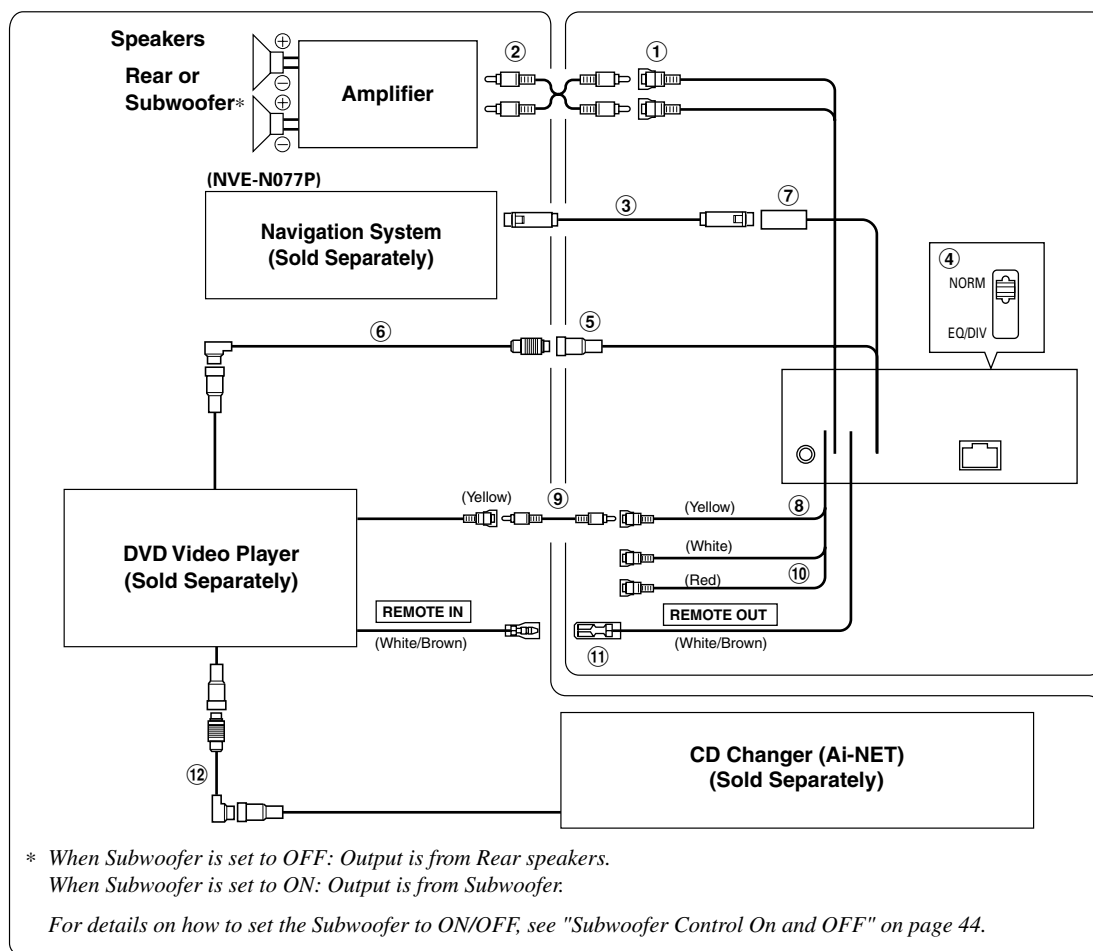 Speakers
Rear or
Subwoofer*
⊕
⊖
⊕
⊖
Amplifier
②
①
(NVE-N077P)
Navigation System
(Sold Separately)
③
⑦
④
NORM
EQ/DIV
⑥
⑤
DVD Video Player
(Sold Separately)
(Yellow)
⑨
(Yellow)
⑧
(White)
(Red)
⑩
REMOTE IN
(White/Brown)
REMOTE OUT
(White/Brown)
⑪
⑫
CD Changer (Ai-NET)
(Sold Separately)
* When Subwoofer is set to OFF: Output is from Rear speakers.
When Subwoofer is set to ON: Output is from Subwoofer.
For details on how to set the Subwoofer to ON/OFF, see "Subwoofer Control On and OFF" on page 44.